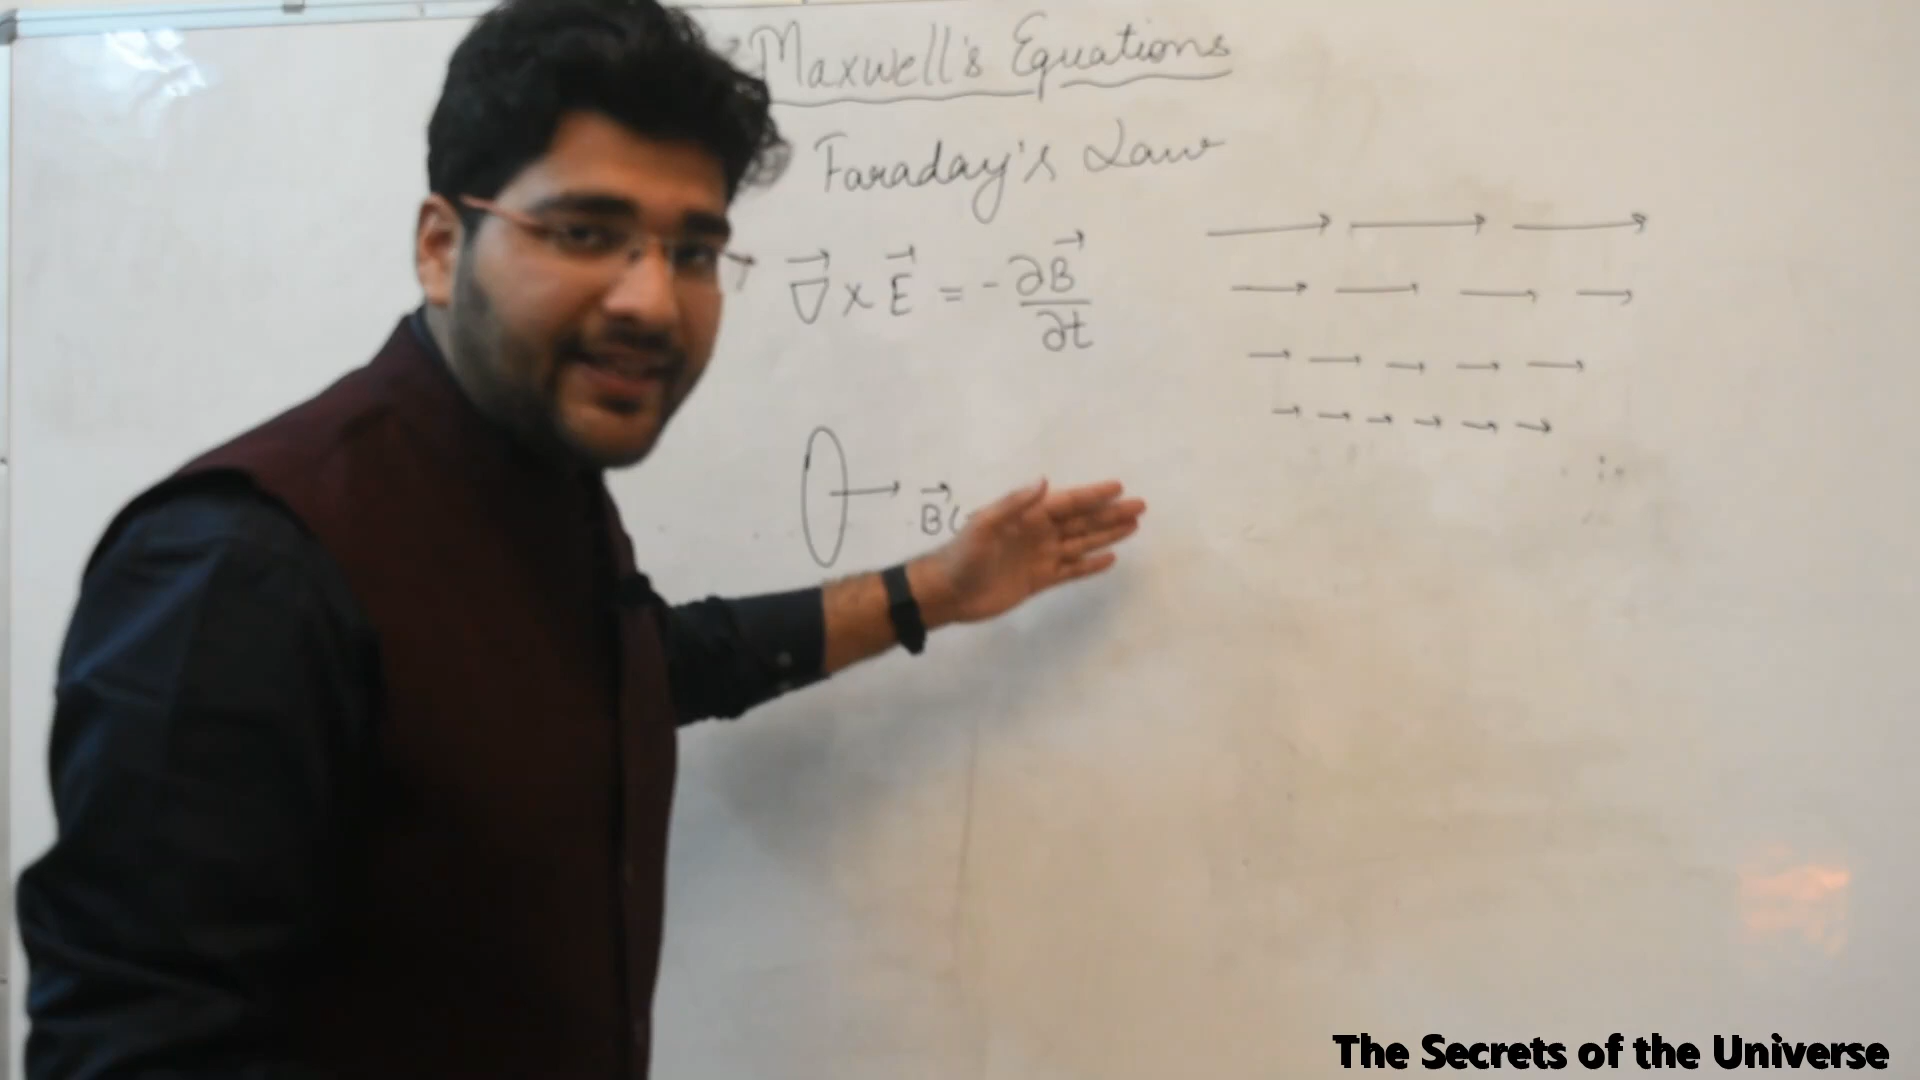 Maxwell's Equations
Faraday's Law
∇⃗ × E⃗ = - ∂B⃗/∂t
B⃗(
The Secrets of the Universe